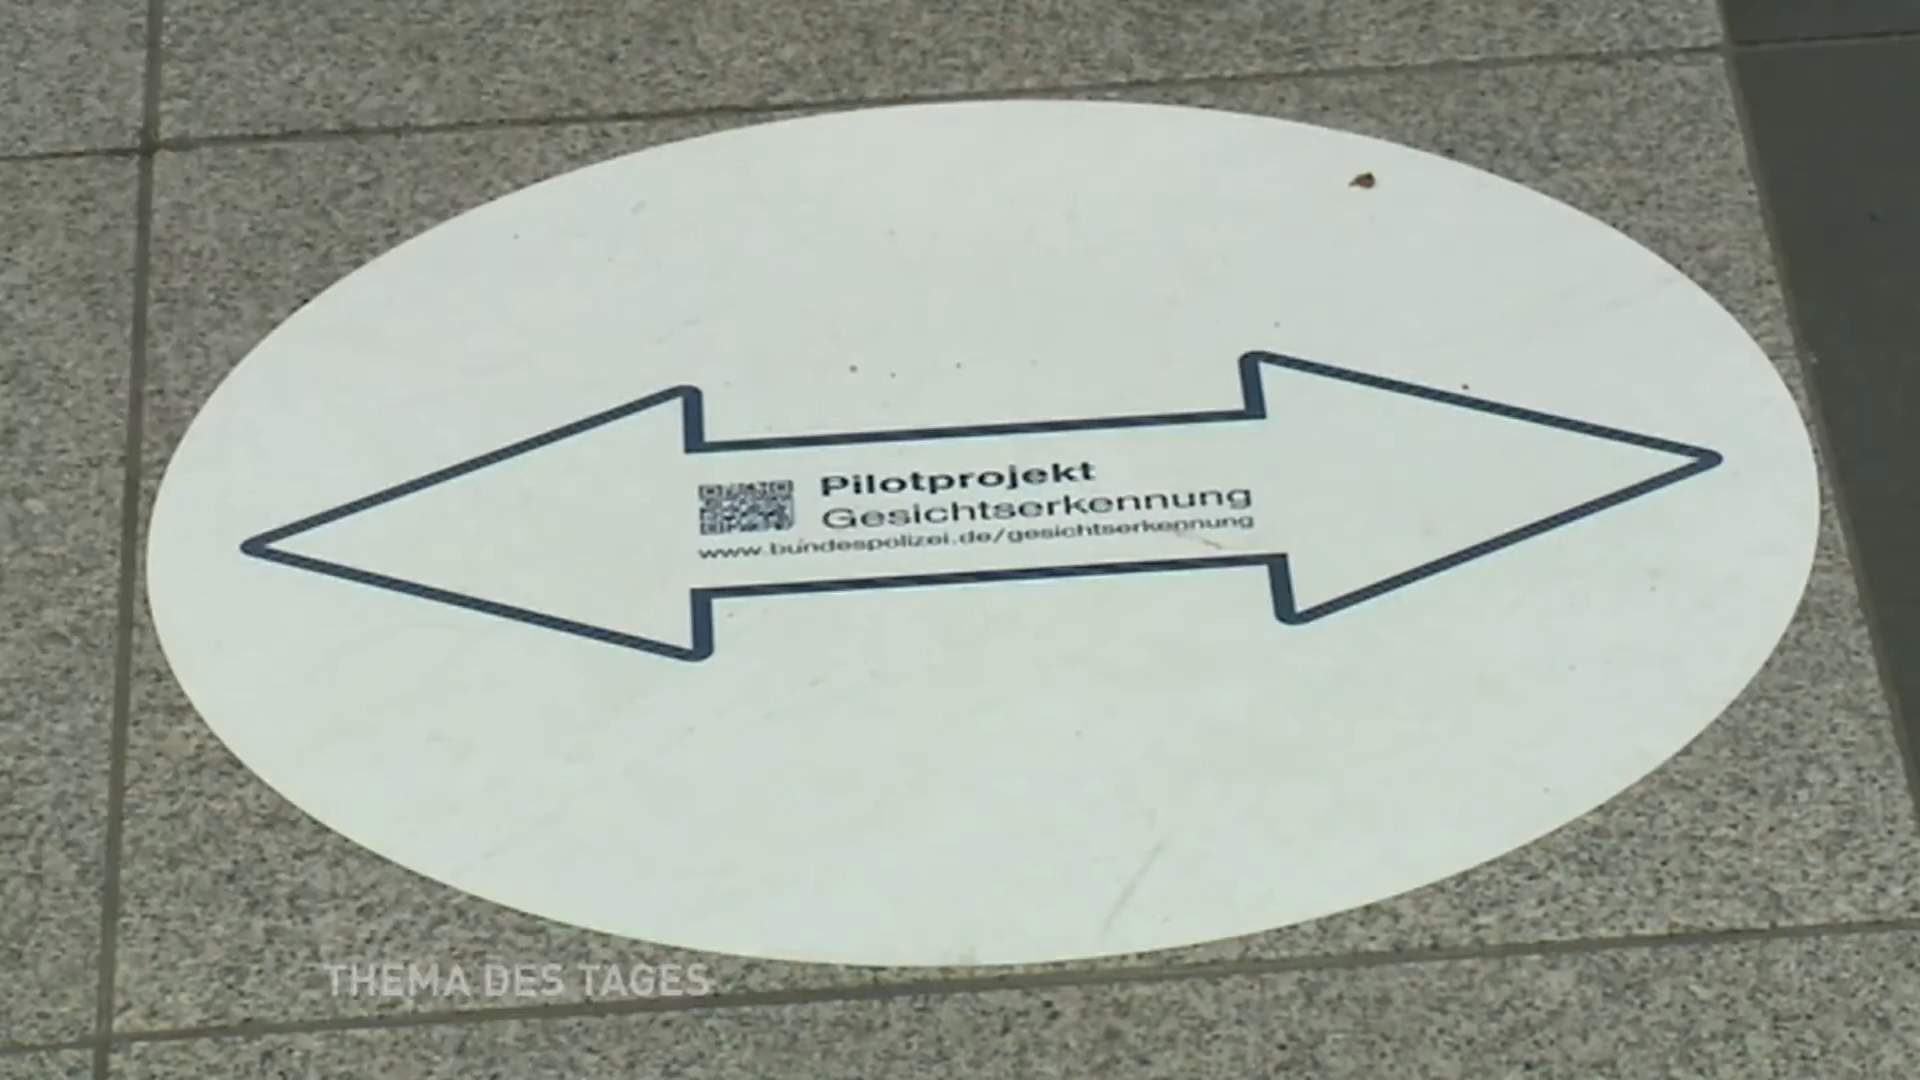 Pilotprojekt
Gesichtserkennung
www.bundespolizei.de/gesichtserkennung
THEMA DES TAGES